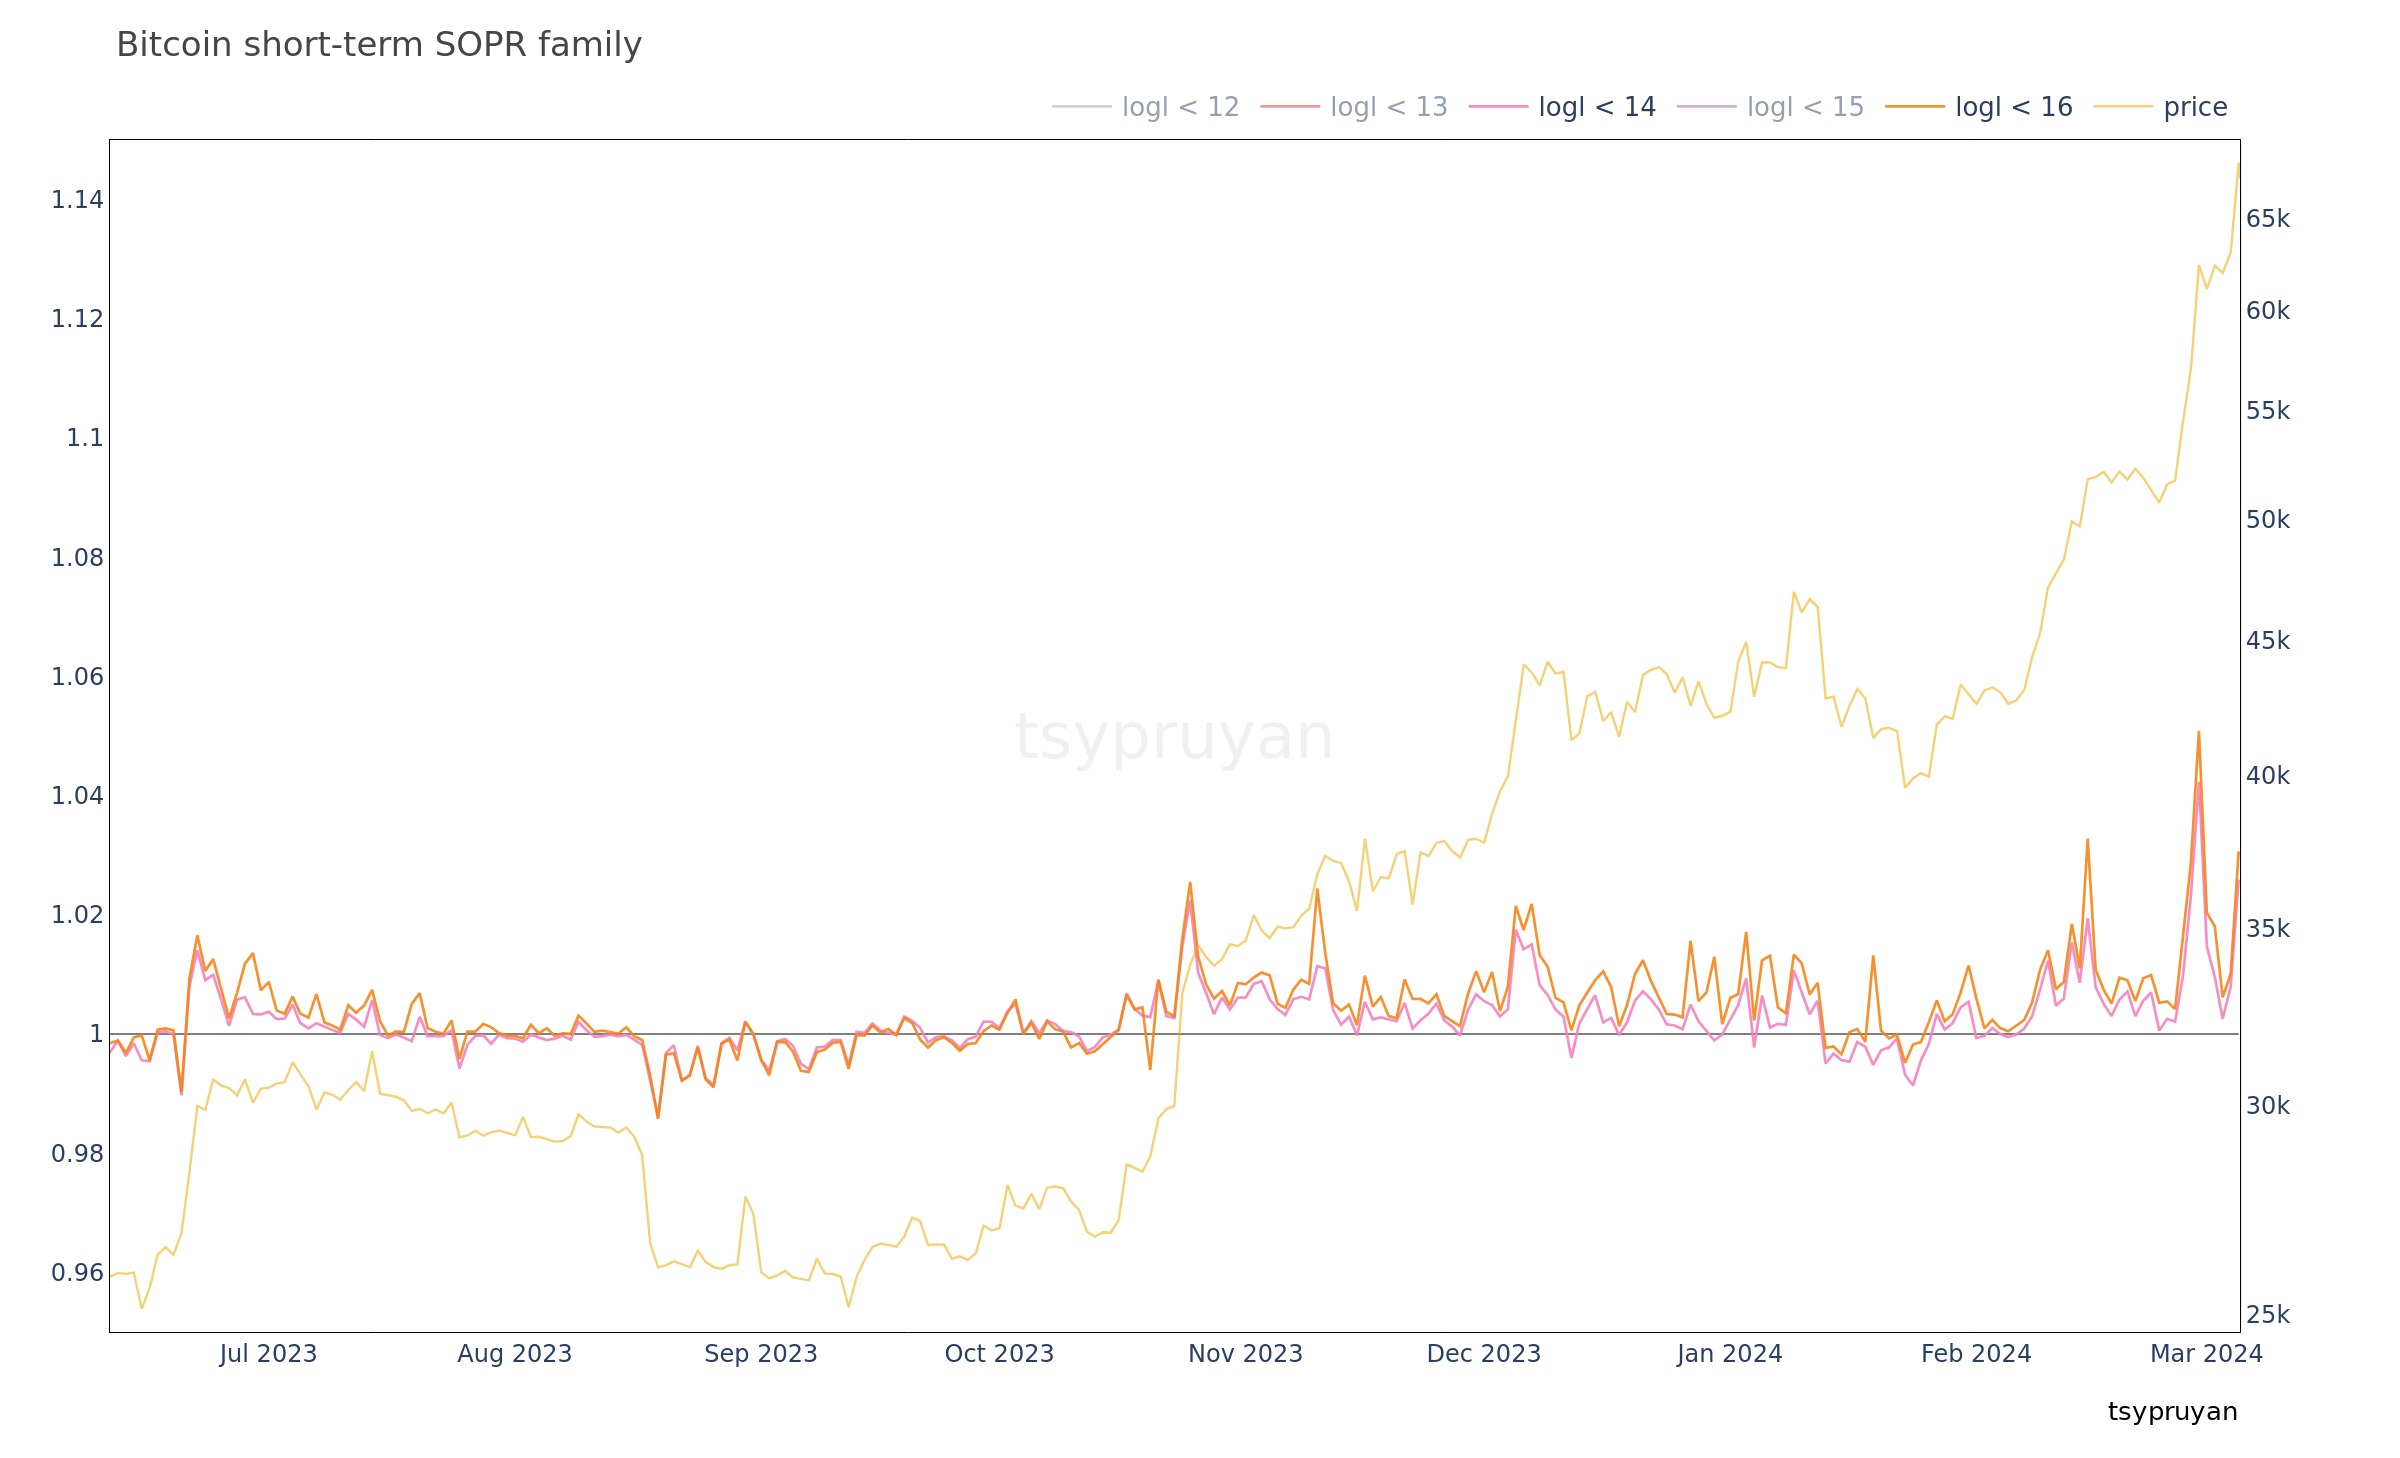 Bitcoin short-term SOPR family
logl < 12 logl < 13 logl < 14 logl < 15 logl < 16 price
1.14
65k
1.12
60k
55k
1.1
50k
1.08
45k
1.06
tsypruyan
40k
1.04
1.02
35k
1
30k
0.98
0.96
25k
Jul 2023 Aug 2023 Sep 2023 Oct 2023 Nov 2023 Dec 2023 Jan 2024 Feb 2024 Mar 2024
tsypruyan